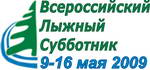 Всероссийский
Лыжный
Субботник
9-16 мая 2009